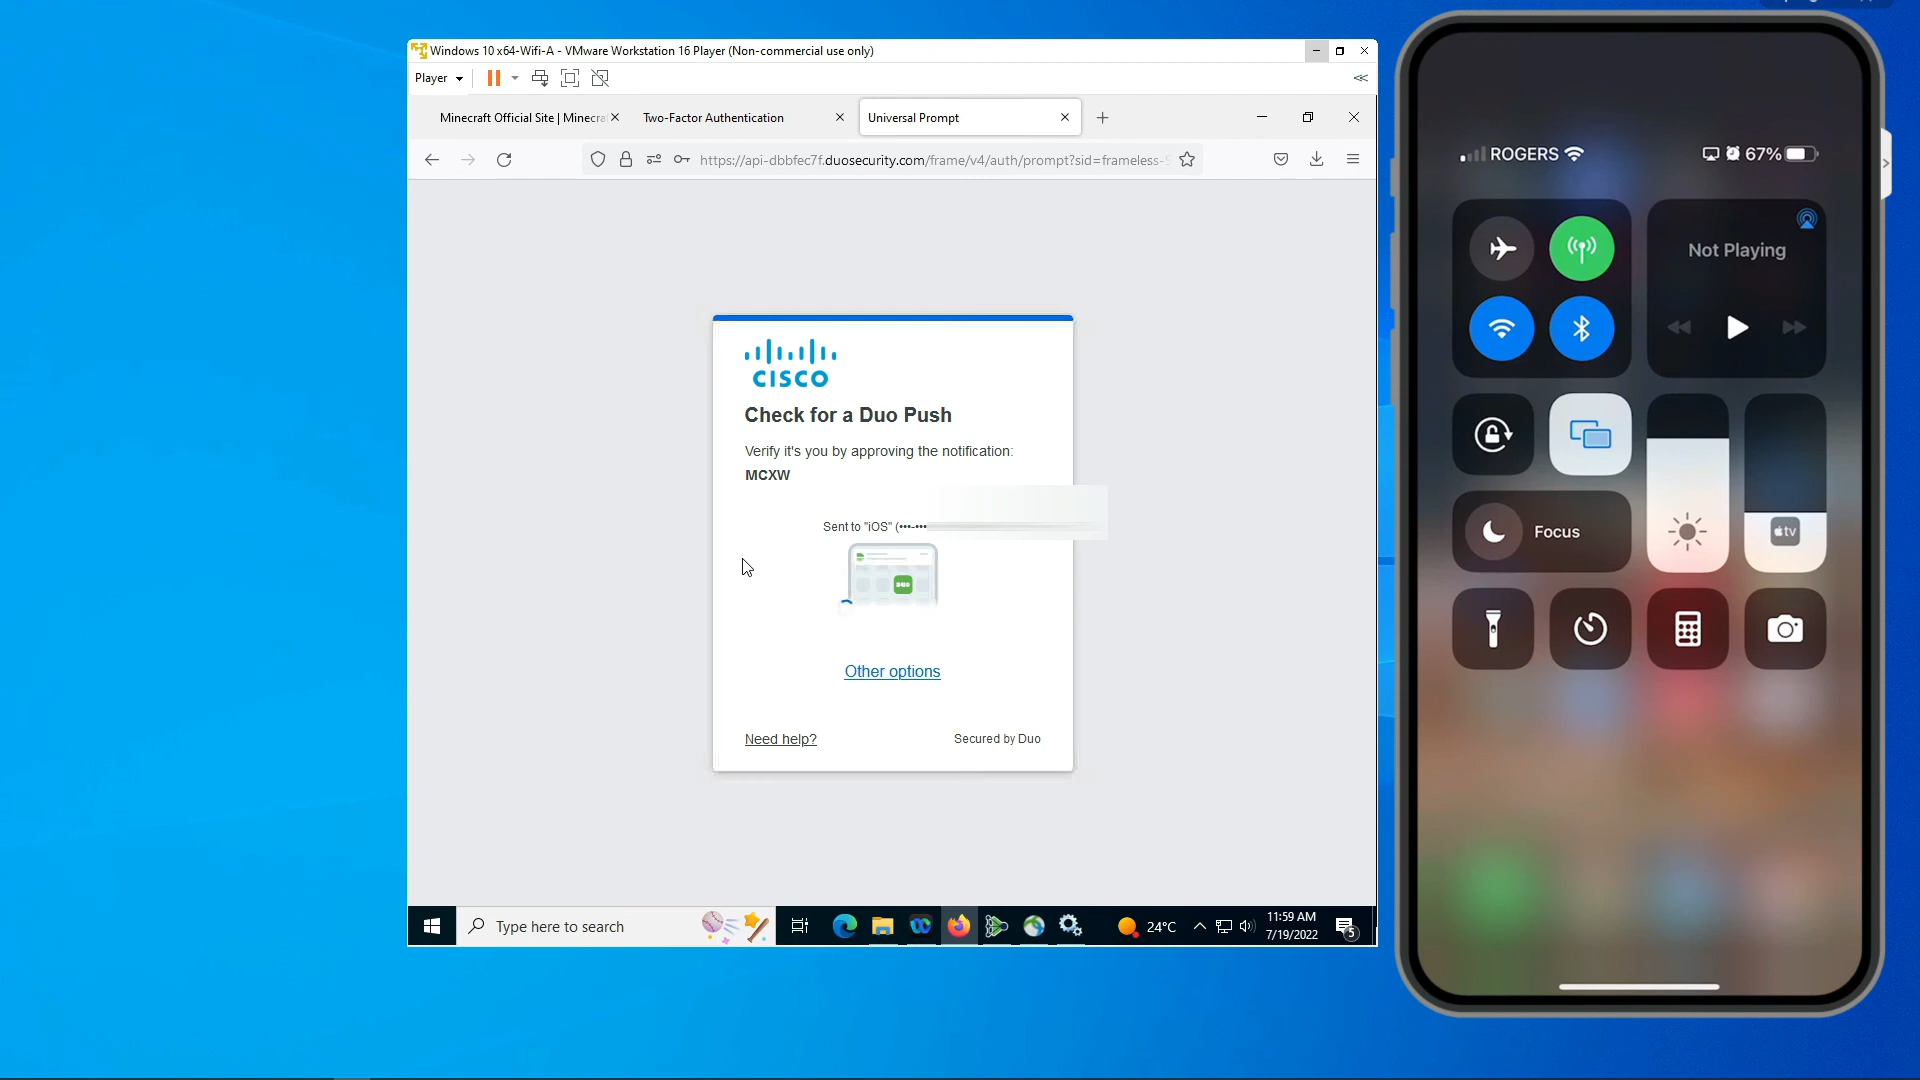 Windows 10 x64-Wifi-A - VMware Workstation 16 Player (Non-commercial use only)
Player
Minecraft Official Site | Minecra
Two-Factor Authentication
Universal Prompt
https://api-dbbfec7f.duosecurity.com/frame/v4/auth/prompt?sid=frameless-
CISCO
Check for a Duo Push
Verify it's you by approving the notification:
MCXW
Sent to "iOS" (•••-•••
DUO
Other options
Need help?
Secured by Duo
Type here to search
24°C
11:59 AM
7/19/2022
5
ROGERS
67%
Not Playing
Focus
tv